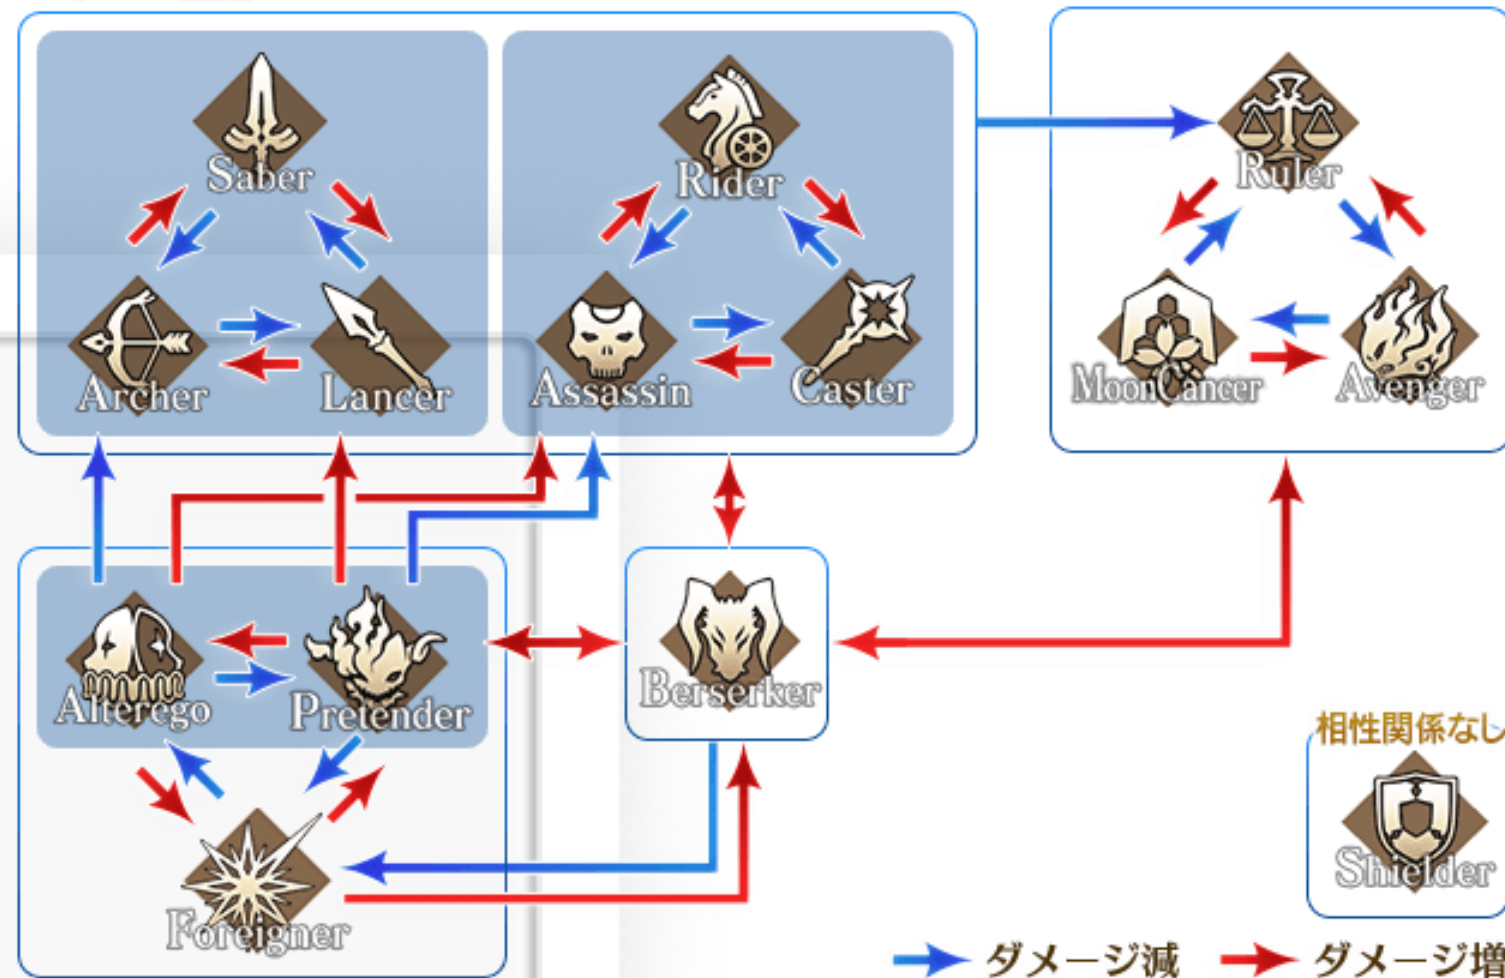 Saber
Rider
Ruler
Archer
Lancer
Assassin
Caster
MoonCancer
Avenger
Alterego
Pretender
Berserker
Foreigner
相性関係なし
Shielder
ダメージ減
ダメージ増